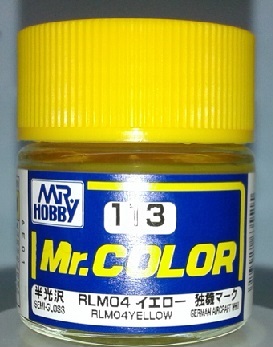 MR
HOBBY
113
Mr.COLOR
半光沢 RLM04 イエロー 独機マーク
SEMI-GLOSS RLM04YELLOW GERMAN AIRCRAFT WWII